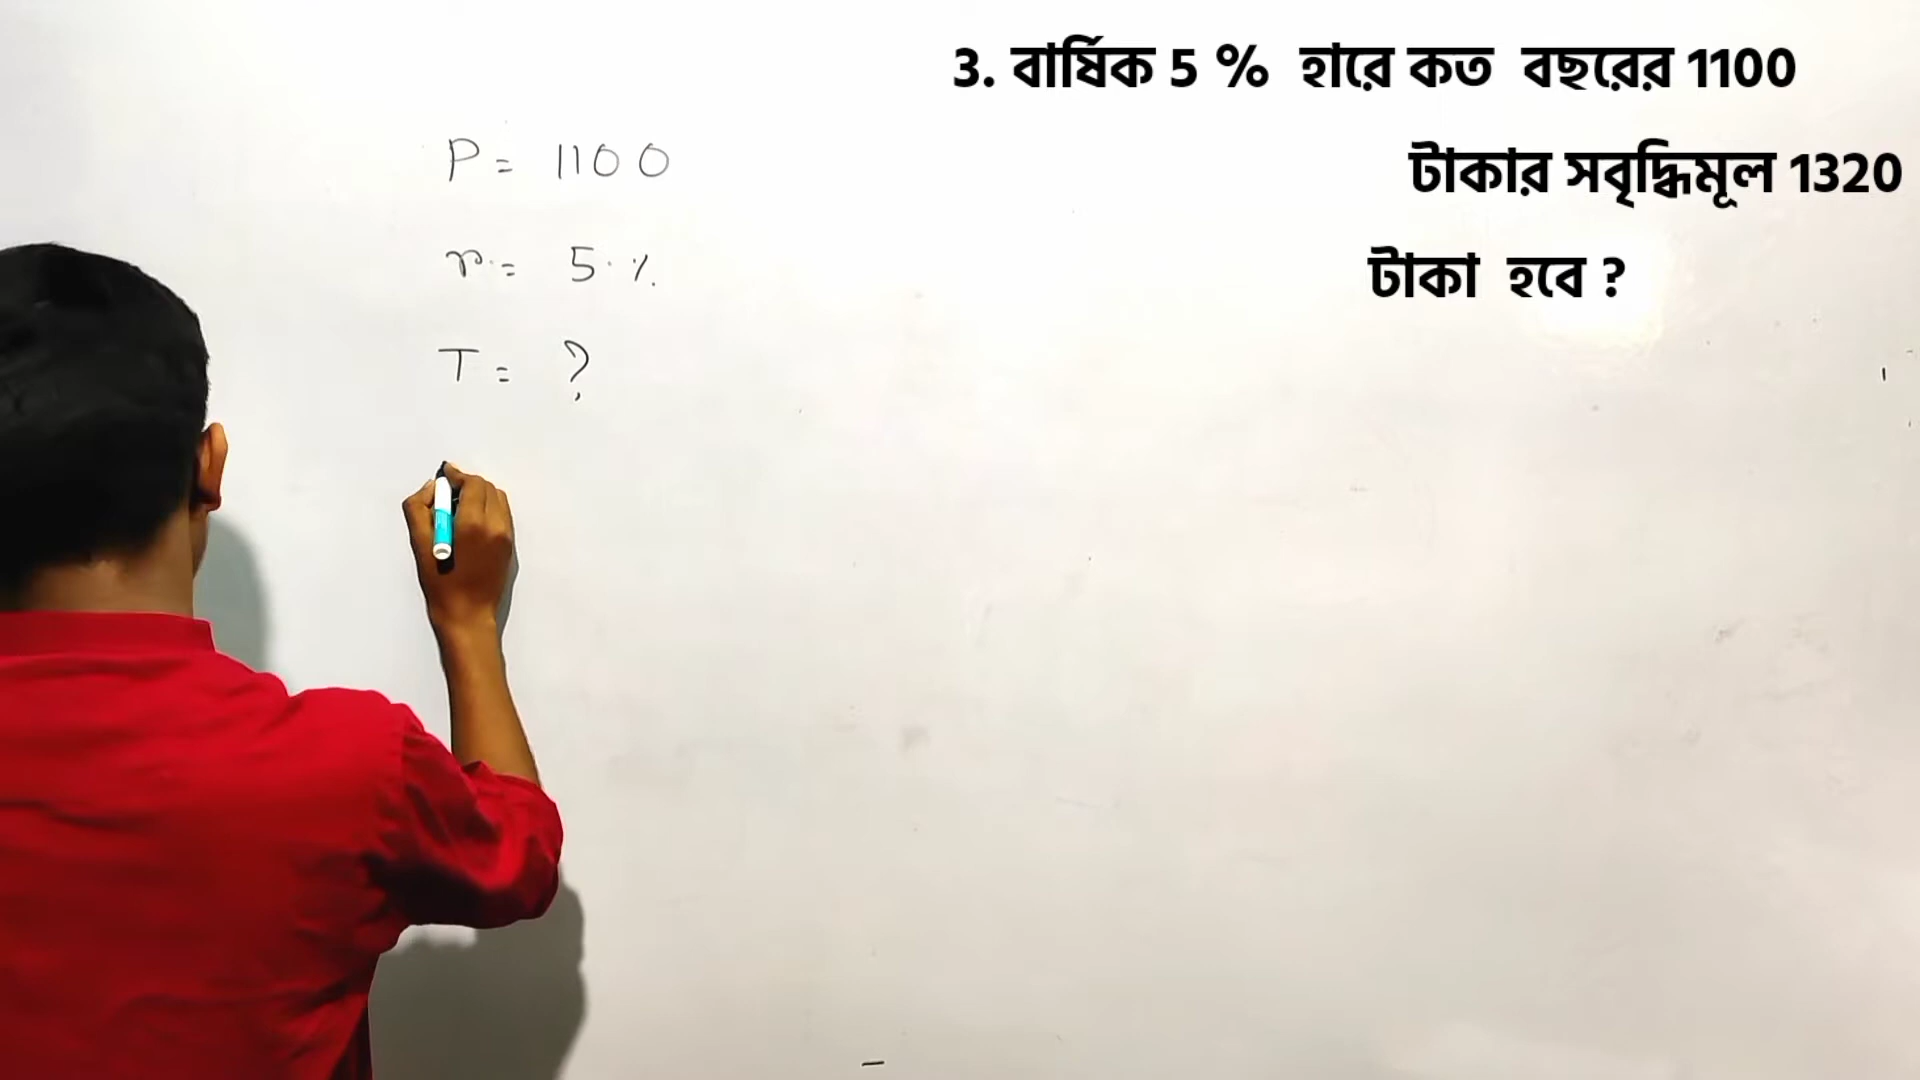 3. বার্ষিক 5 % হারে কত বছরের 1100
টাকার সবৃদ্ধিমূল 1320
টাকা হবে ?
P = 1100
r = 5 %
T = ?